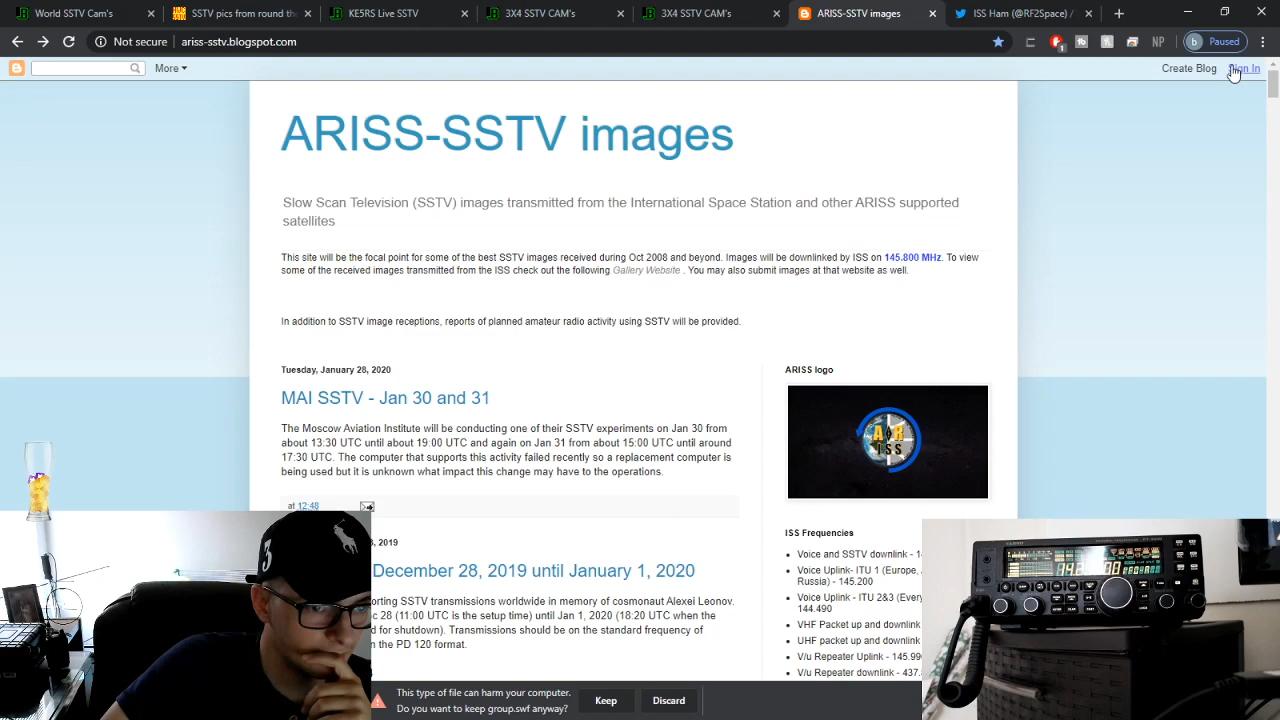 World SSTV Cam's
SSTV pics from round the
KE5RS Live SSTV
3X4 SSTV CAM's
3X4 SSTV CAM's
ARISS-SSTV images
ISS Ham (@RF2Space) /
Not secure
ariss-sstv.blogspot.com
Paused
More
Create Blog
Sign In
ARISS-SSTV images
Slow Scan Television (SSTV) images transmitted from the International Space Station and other ARISS supported
satellites
This site will be the focal point for some of the best SSTV images received during Oct 2008 and beyond. Images will be downlinked by ISS on 145.800 MHz. To view
some of the received images transmitted from the ISS check out the following Gallery Website . You may also submit images at that website as well.
In addition to SSTV image receptions, reports of planned amateur radio activity using SSTV will be provided.
Tuesday, January 28, 2020
MAI SSTV - Jan 30 and 31
The Moscow Aviation Institute will be conducting one of their SSTV experiments on Jan 30 from
about 13:30 UTC until about 19:00 UTC and again on Jan 31 from about 15:00 UTC until around
17:30 UTC. The computer that supports this activity failed recently so a replacement computer is
being used but it is unknown what impact this change may have to the operations.
at 12:48
, 2019
December 28, 2019 until January 1, 2020
orting SSTV transmissions worldwide in memory of cosmonaut Alexei Leonov.
c 28 (11:00 UTC is the setup time) until Jan 1, 2020 (18:20 UTC when the
d for shutdown). Transmissions should be on the standard frequency of
n the PD 120 format.
ARISS logo
AR
ISS
ISS Frequencies
Voice and SSTV downlink - 1
Voice Uplink- ITU 1 (Europe,
Russia) - 145.200
Voice Uplink - ITU 2&3 (Ever
144.490
VHF Packet up and downlink
UHF packet up and downlink
V/u Repeater Uplink - 145.99
V/u Repeater downlink - 437.
3
This type of file can harm your computer.
Do you want to keep group.swf anyway?
Keep
Discard